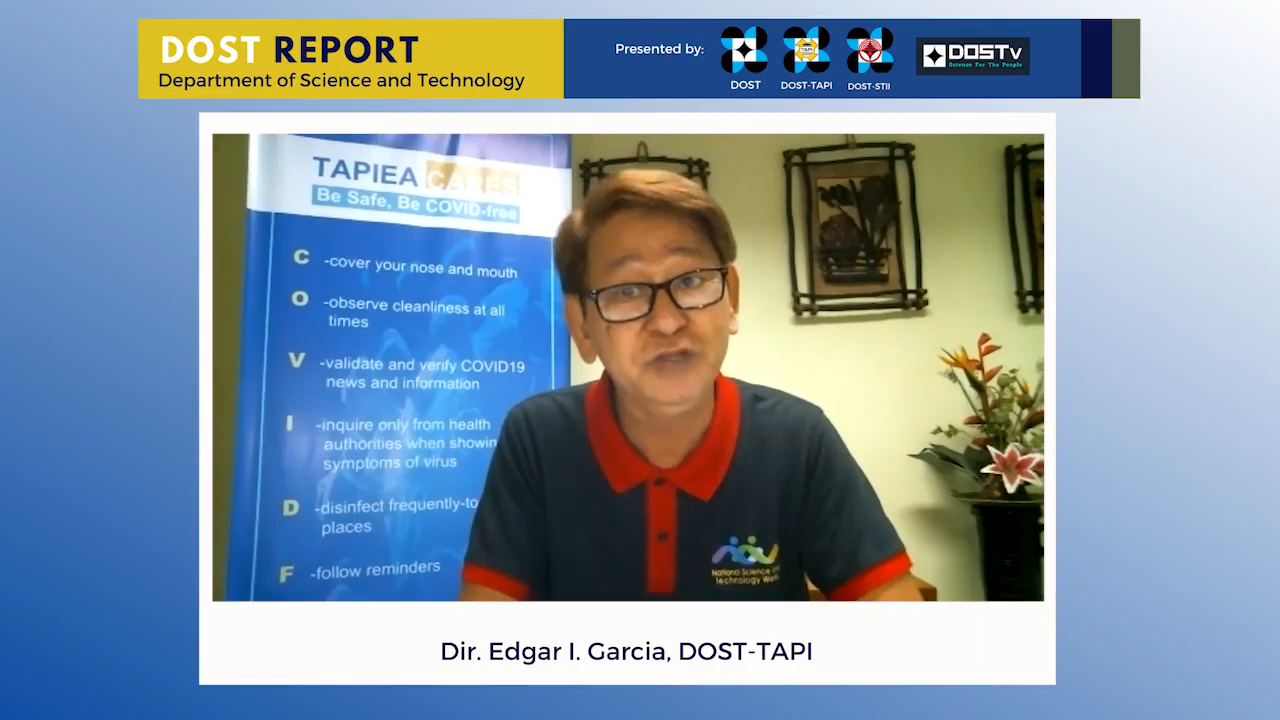 DOST REPORT
Department of Science and Technology
Presented by:
DOST
DOST-TAPI
DOST-STII
DOSTv
Science For The People
TAPIEA CARES
Be Safe, Be COVID-free
C -cover your nose and mouth
O -observe cleanliness at all
times
V -validate and verify COVID19
news and information
I -inquire only from health
authorities when showin
symptoms of virus
D -disinfect frequently-to
places
F -follow reminders
National Science
Technology
Dir. Edgar I. Garcia, DOST-TAPI